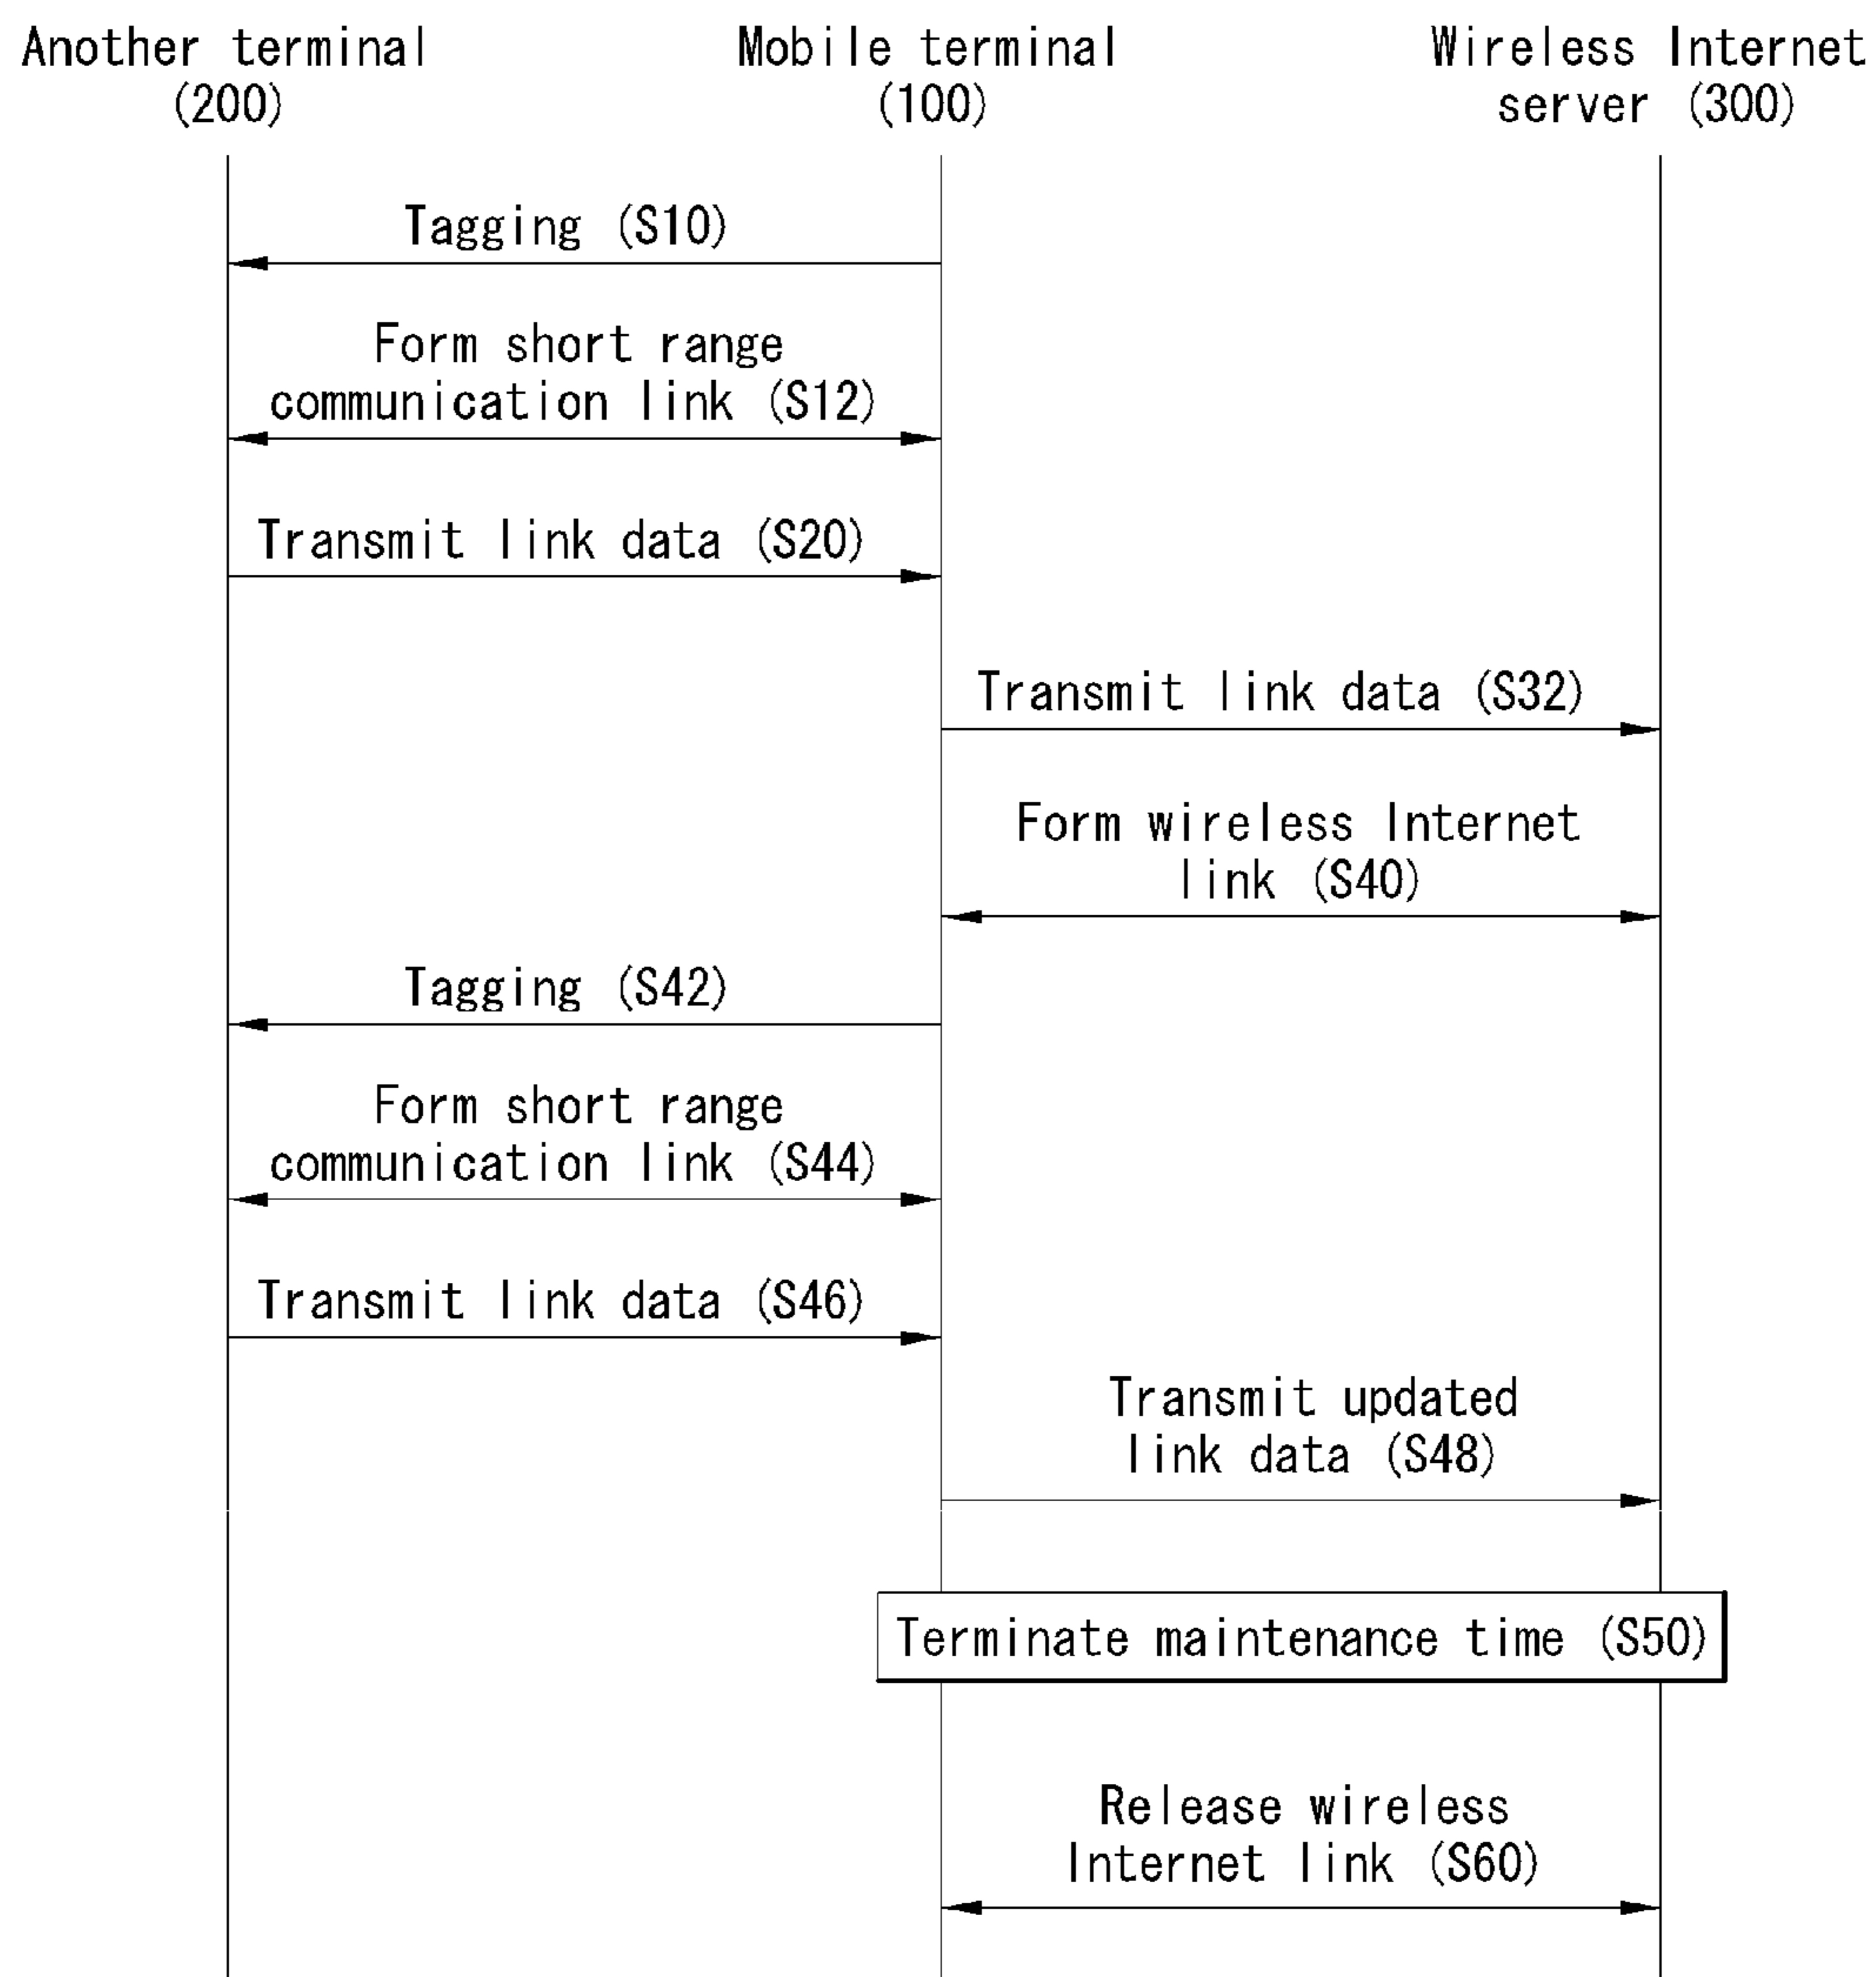 Another terminal
(200)
Mobile terminal
(100)
Wireless Internet
server (300)
Tagging (S10)
Form short range
communication link (S12)
Transmit link data (S20)
Transmit link data (S32)
Form wireless Internet
link (S40)
Tagging (S42)
Form short range
communication link (S44)
Transmit link data (S46)
Transmit updated
link data (S48)
Terminate maintenance time (S50)
Release wireless
Internet link (S60)